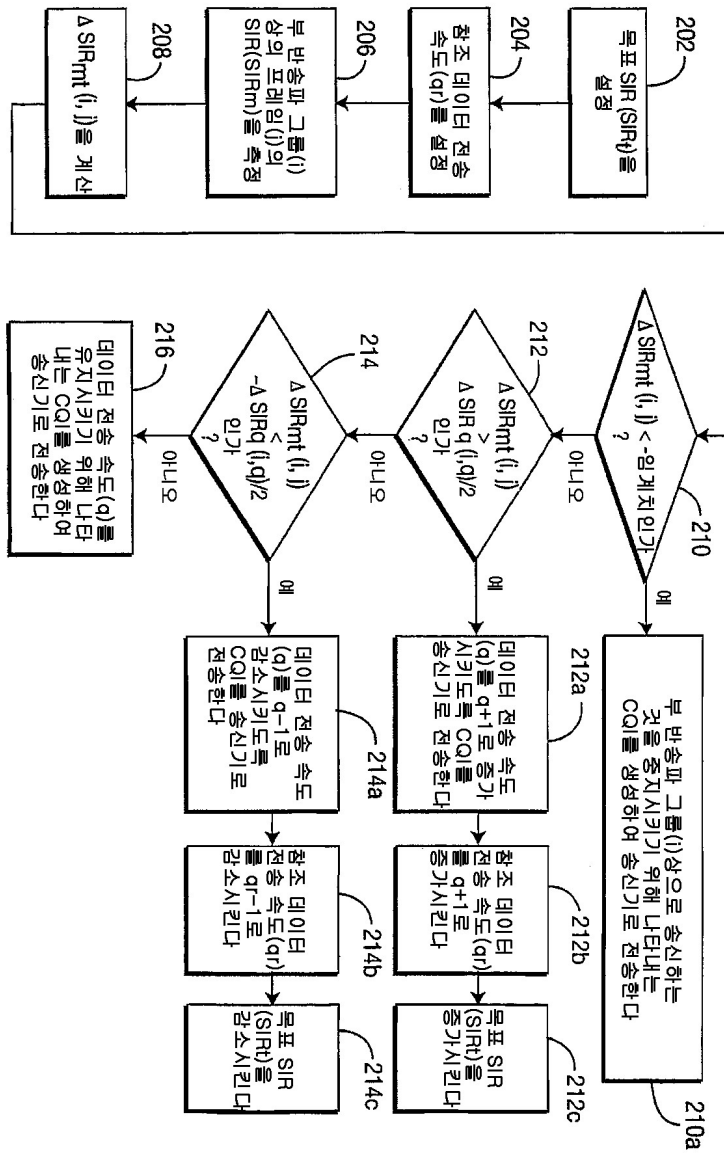 202
목표 SIR (SIRt)을
설정
204
참조 데이터 전송
속도(qr)를 설정
206
부 반송파 그룹(i)
상의 프레임(j)의
SIR(SIRm)을 측정
208
Δ SIRmt (i, j)을 계산
210
Δ SIRmt (i, j) < -임계치인가
?
예
아니오
210a
부 반송파 그룹(i)상으로 송신하는
것을 중지시키기 위해 나타내는
CQI를 생성하여 송신기로 전송한다
212
Δ SIRmt (i, j)
>
Δ SIR q (i,q)/2
인가
?
예
아니오
212a
데이터 전송 속도
(q)를 q+1로 증가
시키도록 CQI를
송신기로 전송한다
212b
참조 데이터
전송 속도(qr)
를 q+1로
증가시킨다
212c
목표 SIR
(SIRt)을
증가시킨다
214
Δ SIRmt (i, j)
<
-Δ SIRq (i,q)/2
인가
?
예
아니오
214a
데이터 전송 속도
(q)를 q-1로
감소시키도록
CQI를 송신기로
전송한다
214b
참조 데이터
전송 속도(qr)
를 qr-1로
감소시킨다
214c
목표 SIR
(SIRt)을
감소시킨다
216
데이터 전송 속도(q)를
유지시키기 위해 나타
내는 CQI를 생성하여
송신기로 전송한다